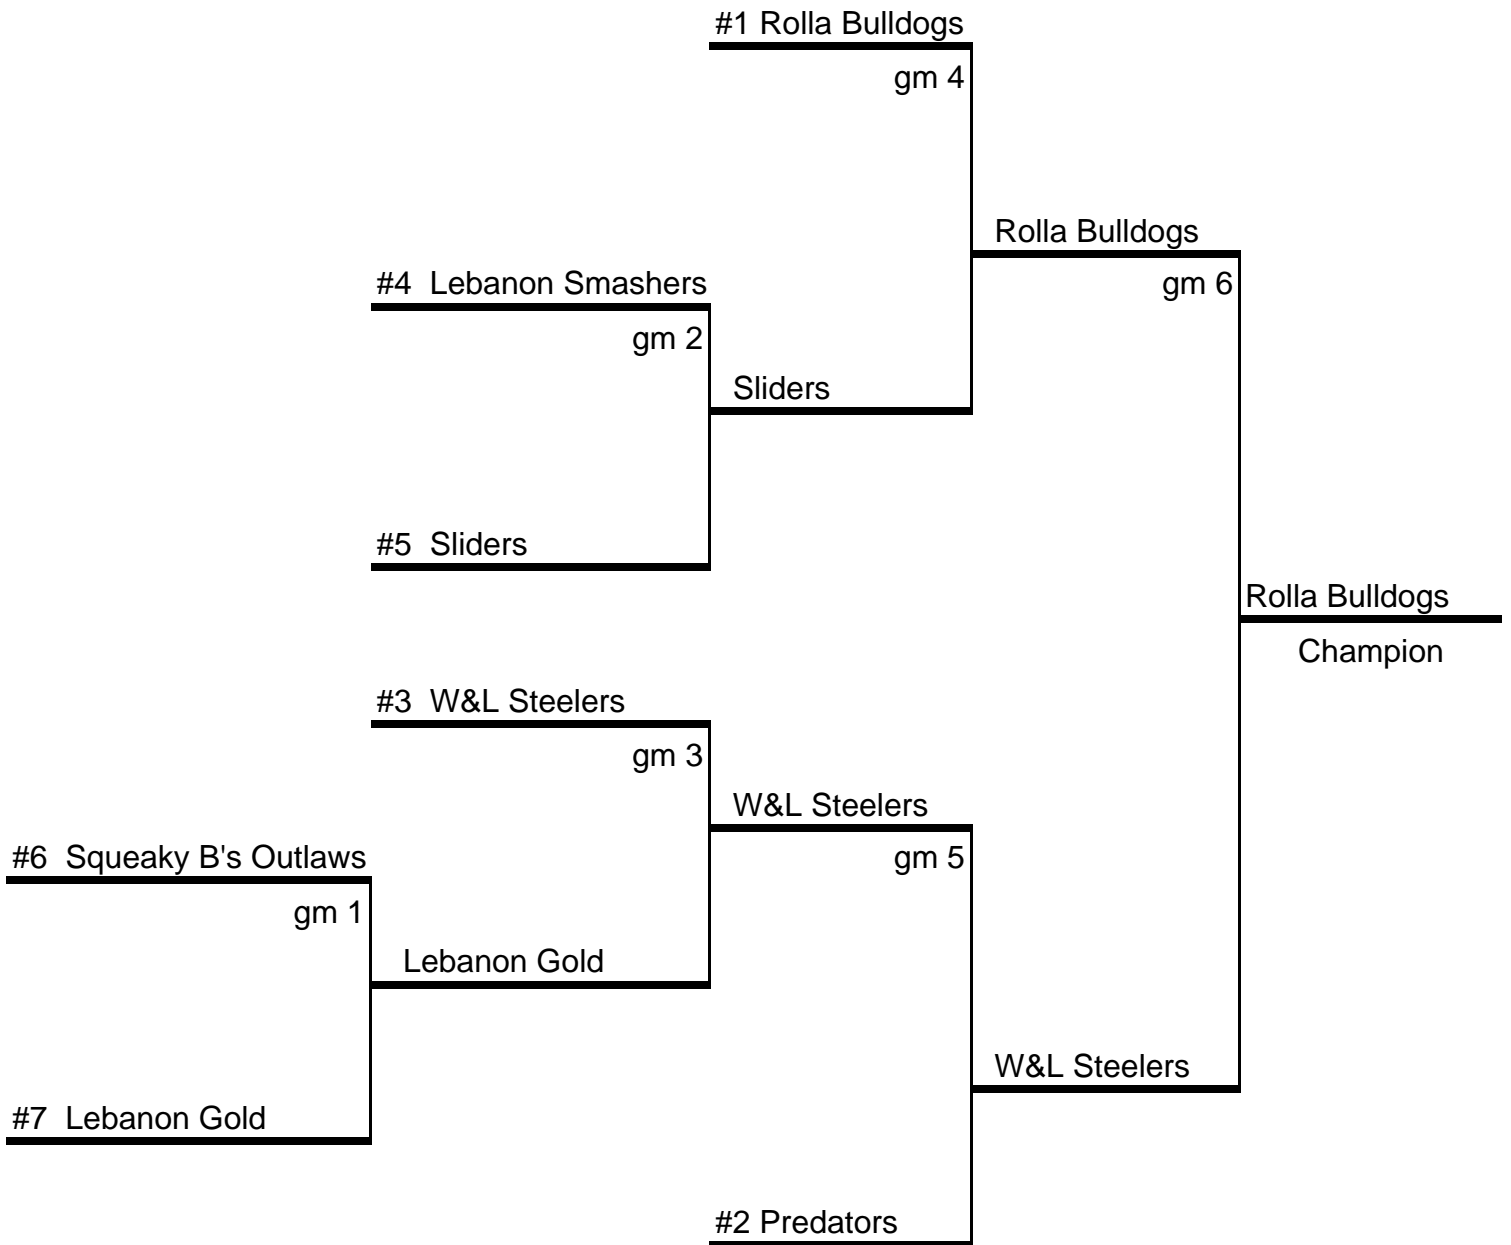 #1 Rolla Bulldogs
gm 4
Rolla Bulldogs
#4  Lebanon Smashers
gm 6
gm 2
Sliders
#5  Sliders
Rolla Bulldogs
Champion
#3  W&L Steelers
gm 3
W&L Steelers
#6  Squeaky B's Outlaws
gm 5
gm 1
Lebanon Gold
W&L Steelers
#7  Lebanon Gold
#2 Predators